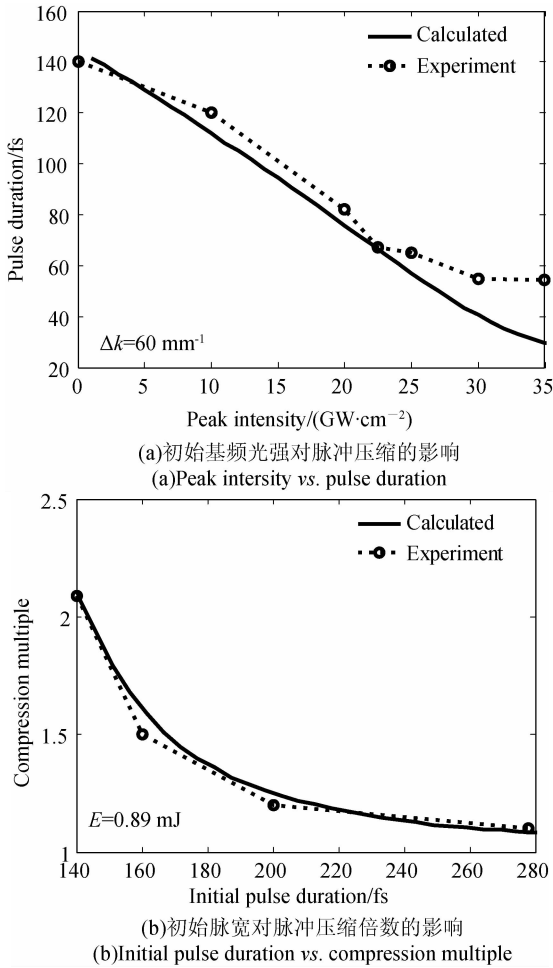 160
140
120
100
80
60
40
20
Pulse duration/fs
Calculated
Experiment
Δk=60 mm-1
0 5 10 15 20 25 30 35
Peak intensity/(GW·cm−2)
(a)初始基频光强对脉冲压缩的影响
(a)Peak intersity vs. pulse duration
2.5
2
1.5
1
Compression multiple
Calculated
Experiment
E=0.89 mJ
140 160 180 200 220 240 260 280
Initial pulse duration/fs
(b)初始脉宽对脉冲压缩倍数的影响
(b)Initial pulse duration vs. compression multiple